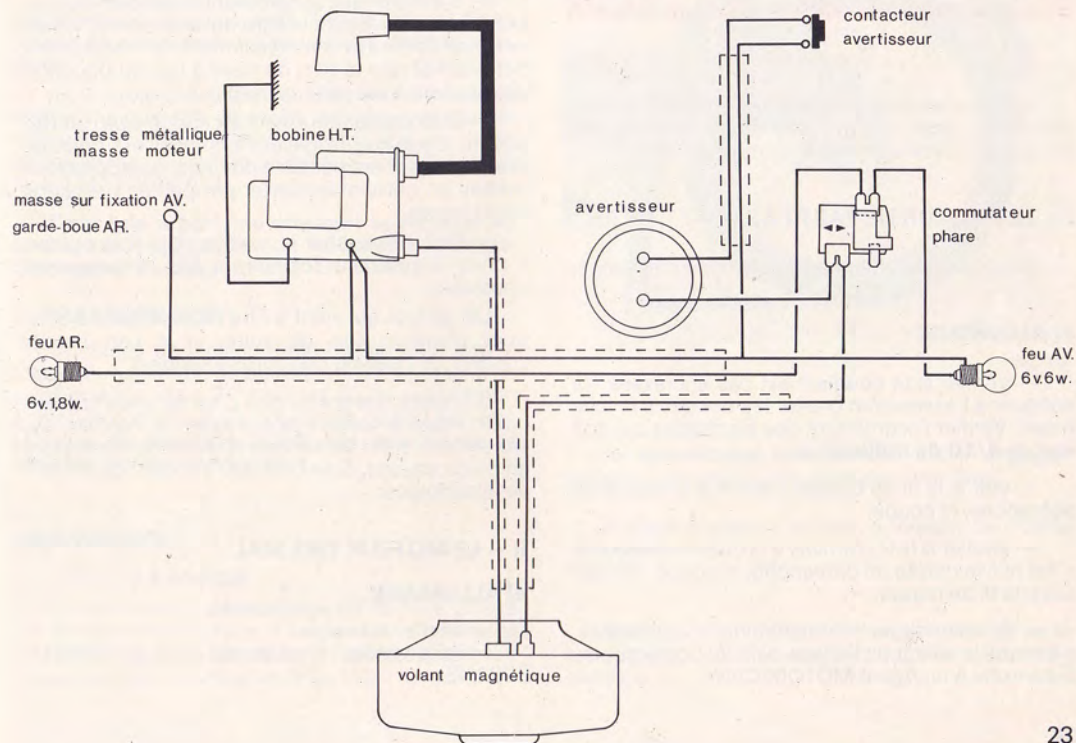 contacteur
avertisseur
tresse métallique
masse moteur
bobine H.T.
masse sur fixation AV.
garde-boue AR.
avertisseur
commutateur
phare
feu AR.
6v.1,8w.
feu AV.
6v.6w.
volant magnétique
23